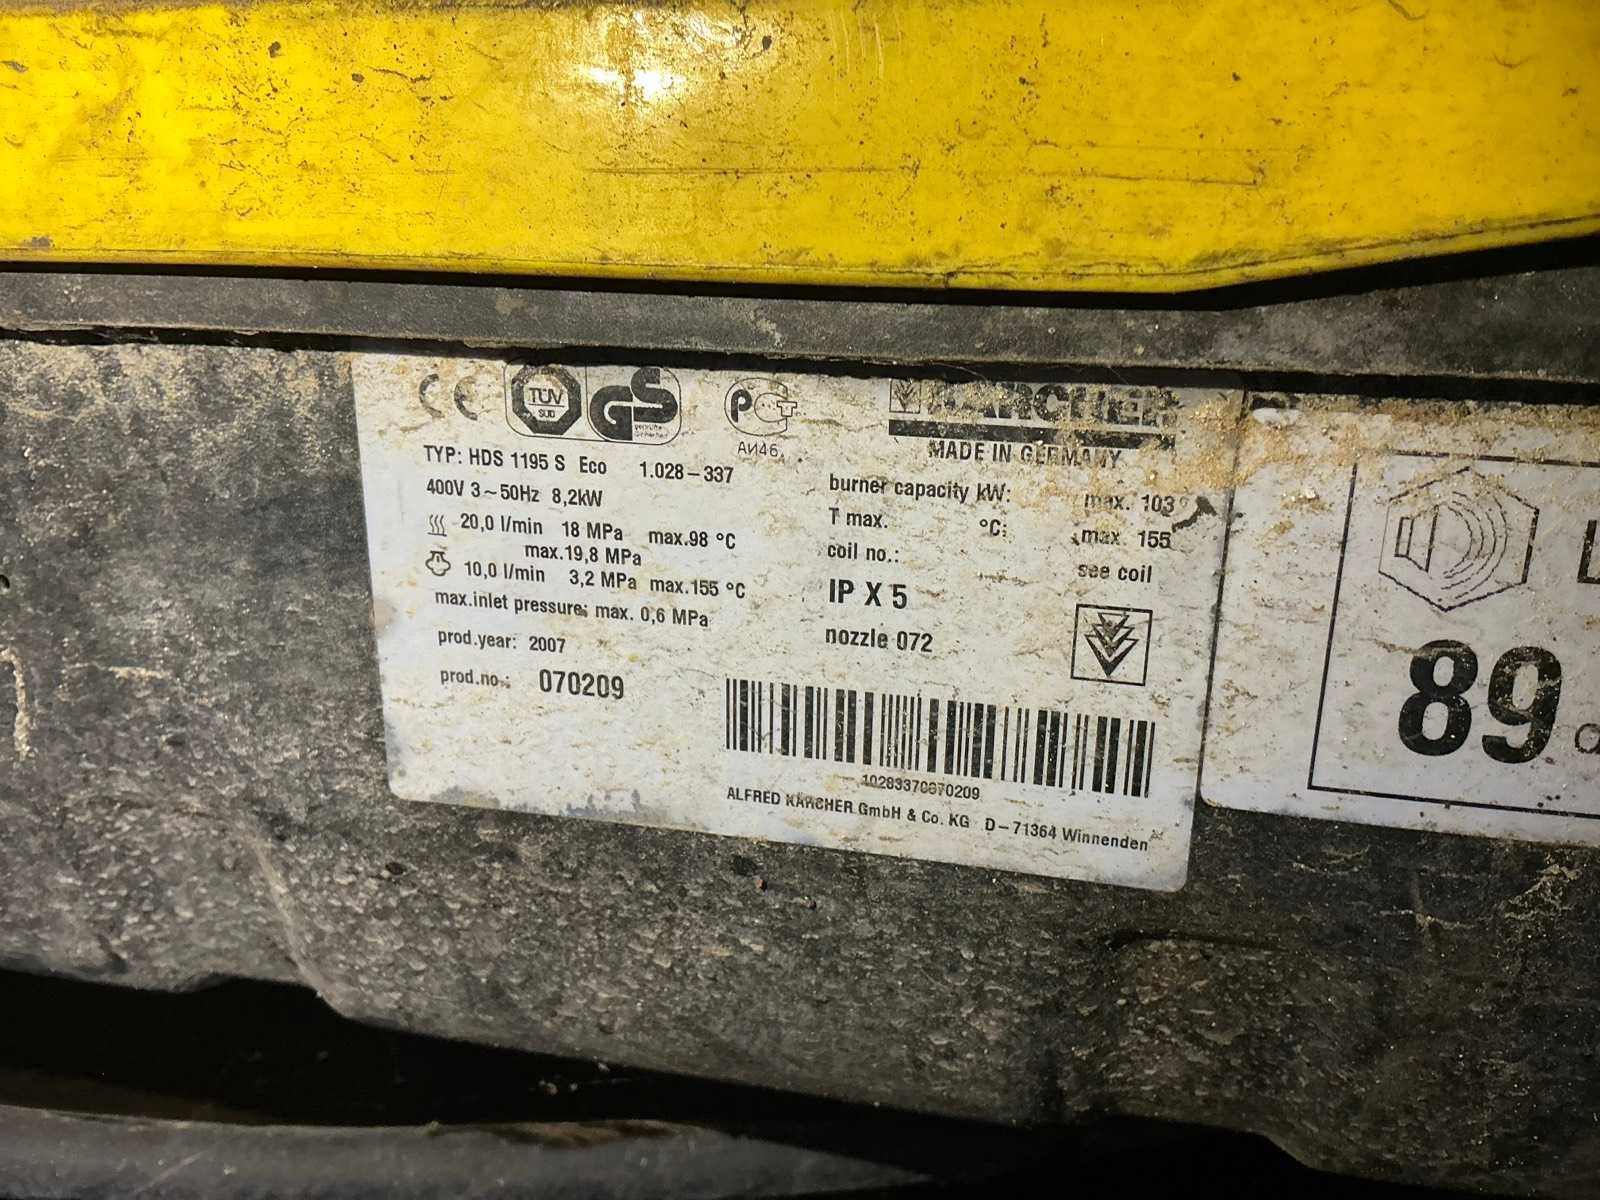 CE TÜV SÜD GS geprüfte Sicherheit
АИ46
KÄRCHER
MADE IN GERMANY
TYP: HDS 1195 S Eco 1.028-337
400V 3~50Hz 8,2kW
20,0 l/min 18 MPa max.98 °C
max.19,8 MPa
10,0 l/min 3,2 MPa max.155 °C
max.inlet pressure: max. 0,6 MPa
prod.year: 2007
prod.no.: 070209
burner capacity kW: max. 103
T max. °C: max. 155
coil no.: see coil
IP X 5
nozzle 072
10283370070209
ALFRED KÄRCHER GmbH & Co. KG D-71364 Winnenden
89